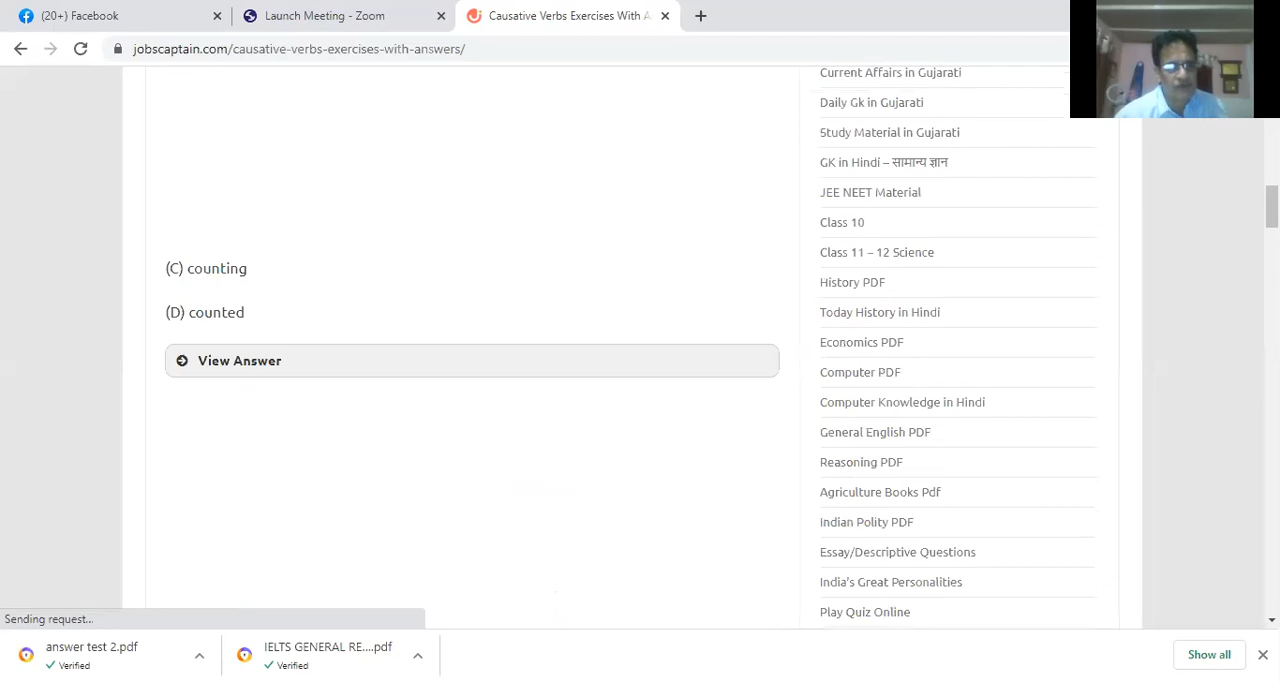 (20+) Facebook
Launch Meeting - Zoom
Causative Verbs Exercises With A
jobscaptain.com/causative-verbs-exercises-with-answers/
Current Affairs in Gujarati
Daily Gk in Gujarati
Study Material in Gujarati
GK in Hindi – सामान्य ज्ञान
JEE NEET Material
Class 10
(C) counting
Class 11 – 12 Science
History PDF
(D) counted
Today History in Hindi
Economics PDF
View Answer
Computer PDF
Computer Knowledge in Hindi
General English PDF
Reasoning PDF
Agriculture Books Pdf
Indian Polity PDF
Essay/Descriptive Questions
India's Great Personalities
Play Quiz Online
Sending request...
answer test 2.pdf
Verified
IELTS GENERAL RE....pdf
Verified
Show all